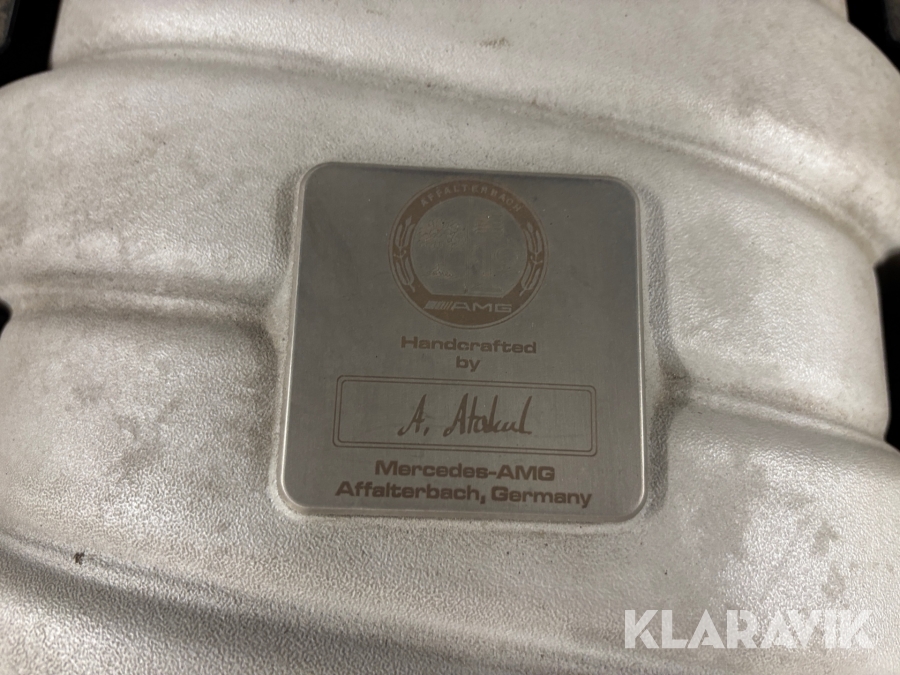 AFFALTERBACH
AMG
Handcrafted
by
A. Atakul
Mercedes-AMG
Affalterbach, Germany
KLARAVIK